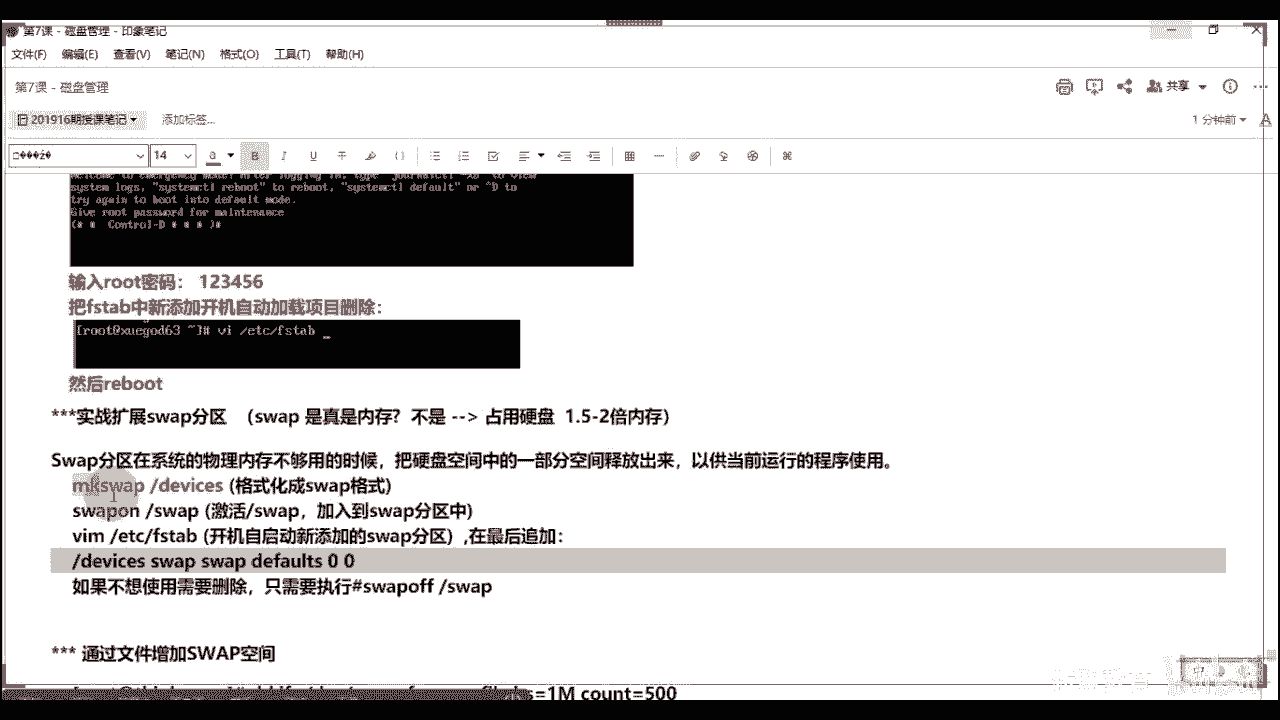 第7课 - 磁盘管理 - 印象笔记
文件(F) 编辑(E) 查看(V) 笔记(N) 格式(O) 工具(T) 帮助(H)
第7课 - 磁盘管理
共享
201916期授课笔记
添加标签...
1 分钟前
14
Welcome to emergency mode! After logging in, type "journalctl -xb" to view
system logs, "systemctl reboot" to reboot, "systemctl default" or ^D to
try again to boot into default mode.
Give root password for maintenance
输入root密码： 123456
把fstab中新添加开机自动加载项目删除：
[root@xuegod63 ~]# vi /etc/fstab _
然后reboot
***实战扩展swap分区 （swap 是真是内存？不是 --> 占用硬盘 1.5-2倍内存）
Swap分区在系统的物理内存不够用的时候，把硬盘空间中的一部分空间释放出来，以供当前运行的程序使用。
mkswap /devices (格式化成swap格式)
swapon /swap (激活/swap，加入到swap分区中)
vim /etc/fstab (开机自启动新添加的swap分区）,在最后追加：
/devices swap swap defaults 0 0
如果不想使用需要删除，只需要执行#swapoff /swap
*** 通过文件增加SWAP空间
=1M count=500